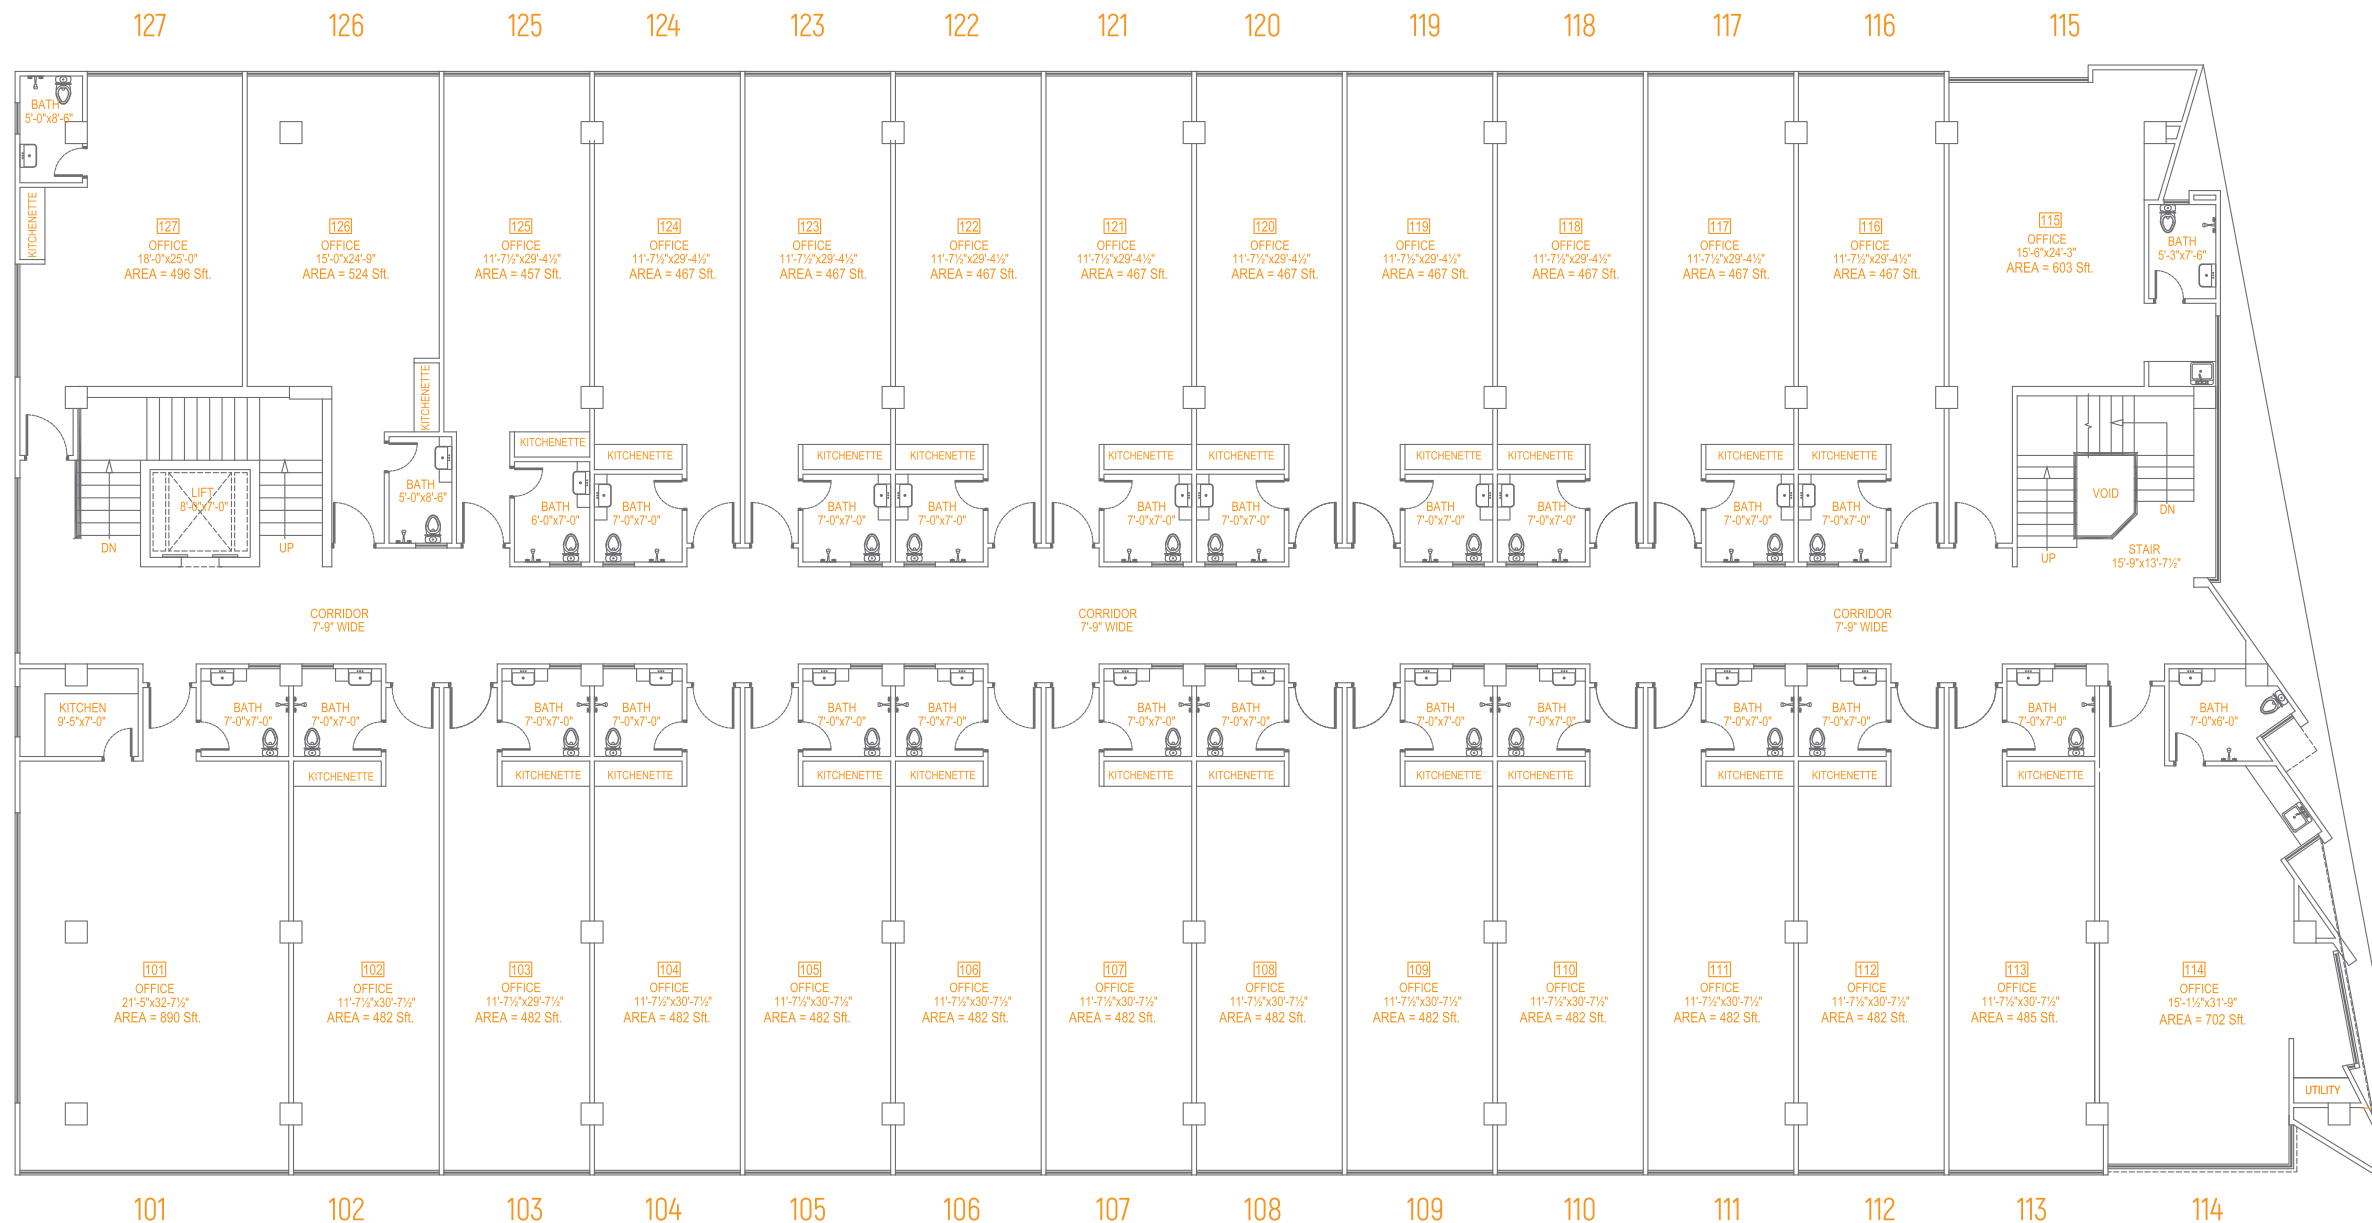 127 126 125 124 123 122 121 120 119 118 117 116 115
BATH
5'-0"x8'-6"
KITCHENETTE
127
OFFICE
18'-0"x25'-0"
AREA = 496 Sft.
126
OFFICE
15'-0"x24'-9"
AREA = 524 Sft.
125
OFFICE
11'-7½"x29'-4½"
AREA = 457 Sft.
124
OFFICE
11'-7½"x29'-4½"
AREA = 467 Sft.
123
OFFICE
11'-7½"x29'-4½"
AREA = 467 Sft.
122
OFFICE
11'-7½"x29'-4½"
AREA = 467 Sft.
121
OFFICE
11'-7½"x29'-4½"
AREA = 467 Sft.
120
OFFICE
11'-7½"x29'-4½"
AREA = 467 Sft.
119
OFFICE
11'-7½"x29'-4½"
AREA = 467 Sft.
118
OFFICE
11'-7½"x29'-4½"
AREA = 467 Sft.
117
OFFICE
11'-7½"x29'-4½"
AREA = 467 Sft.
116
OFFICE
11'-7½"x29'-4½"
AREA = 467 Sft.
115
OFFICE
15'-6"x24'-3"
AREA = 603 Sft.
BATH
5'-3"x7'-6"
KITCHENETTE
KITCHENETTE
KITCHENETTE
KITCHENETTE
KITCHENETTE
KITCHENETTE
KITCHENETTE
KITCHENETTE
KITCHENETTE
KITCHENETTE
KITCHENETTE
LIFT
8'-0"x7'-0"
DN
UP
BATH
5'-0"x8'-6"
BATH
6'-0"x7'-0"
BATH
7'-0"x7'-0"
BATH
7'-0"x7'-0"
BATH
7'-0"x7'-0"
BATH
7'-0"x7'-0"
BATH
7'-0"x7'-0"
BATH
7'-0"x7'-0"
BATH
7'-0"x7'-0"
BATH
7'-0"x7'-0"
BATH
7'-0"x7'-0"
VOID
DN
UP
STAIR
15'-9"x13'-7½"
CORRIDOR
7'-9" WIDE
CORRIDOR
7'-9" WIDE
CORRIDOR
7'-9" WIDE
KITCHEN
9'-5"x7'-0"
BATH
7'-0"x7'-0"
BATH
7'-0"x7'-0"
BATH
7'-0"x7'-0"
BATH
7'-0"x7'-0"
BATH
7'-0"x7'-0"
BATH
7'-0"x7'-0"
BATH
7'-0"x7'-0"
BATH
7'-0"x7'-0"
BATH
7'-0"x7'-0"
BATH
7'-0"x7'-0"
BATH
7'-0"x7'-0"
BATH
7'-0"x7'-0"
BATH
7'-0"x7'-0"
BATH
7'-0"x6'-0"
KITCHENETTE
KITCHENETTE
KITCHENETTE
KITCHENETTE
KITCHENETTE
KITCHENETTE
KITCHENETTE
KITCHENETTE
KITCHENETTE
KITCHENETTE
KITCHENETTE
KITCHENETTE
101
OFFICE
21'-5"x32-7½"
AREA = 890 Sft.
102
OFFICE
11'-7½"x30'-7½"
AREA = 482 Sft.
103
OFFICE
11'-7½"x29'-7½"
AREA = 482 Sft.
104
OFFICE
11'-7½"x30'-7½"
AREA = 482 Sft.
105
OFFICE
11'-7½"x30'-7½"
AREA = 482 Sft.
106
OFFICE
11'-7½"x30'-7½"
AREA = 482 Sft.
107
OFFICE
11'-7½"x30'-7½"
AREA = 482 Sft.
108
OFFICE
11'-7½"x30'-7½"
AREA = 482 Sft.
109
OFFICE
11'-7½"x30'-7½"
AREA = 482 Sft.
110
OFFICE
11'-7½"x30'-7½"
AREA = 482 Sft.
111
OFFICE
11'-7½"x30'-7½"
AREA = 482 Sft.
112
OFFICE
11'-7½"x30'-7½"
AREA = 482 Sft.
113
OFFICE
11'-7½"x30'-7½"
AREA = 485 Sft.
114
OFFICE
15'-1½"x31'-9"
AREA = 702 Sft.
UTILITY
101 102 103 104 105 106 107 108 109 110 111 112 113 114